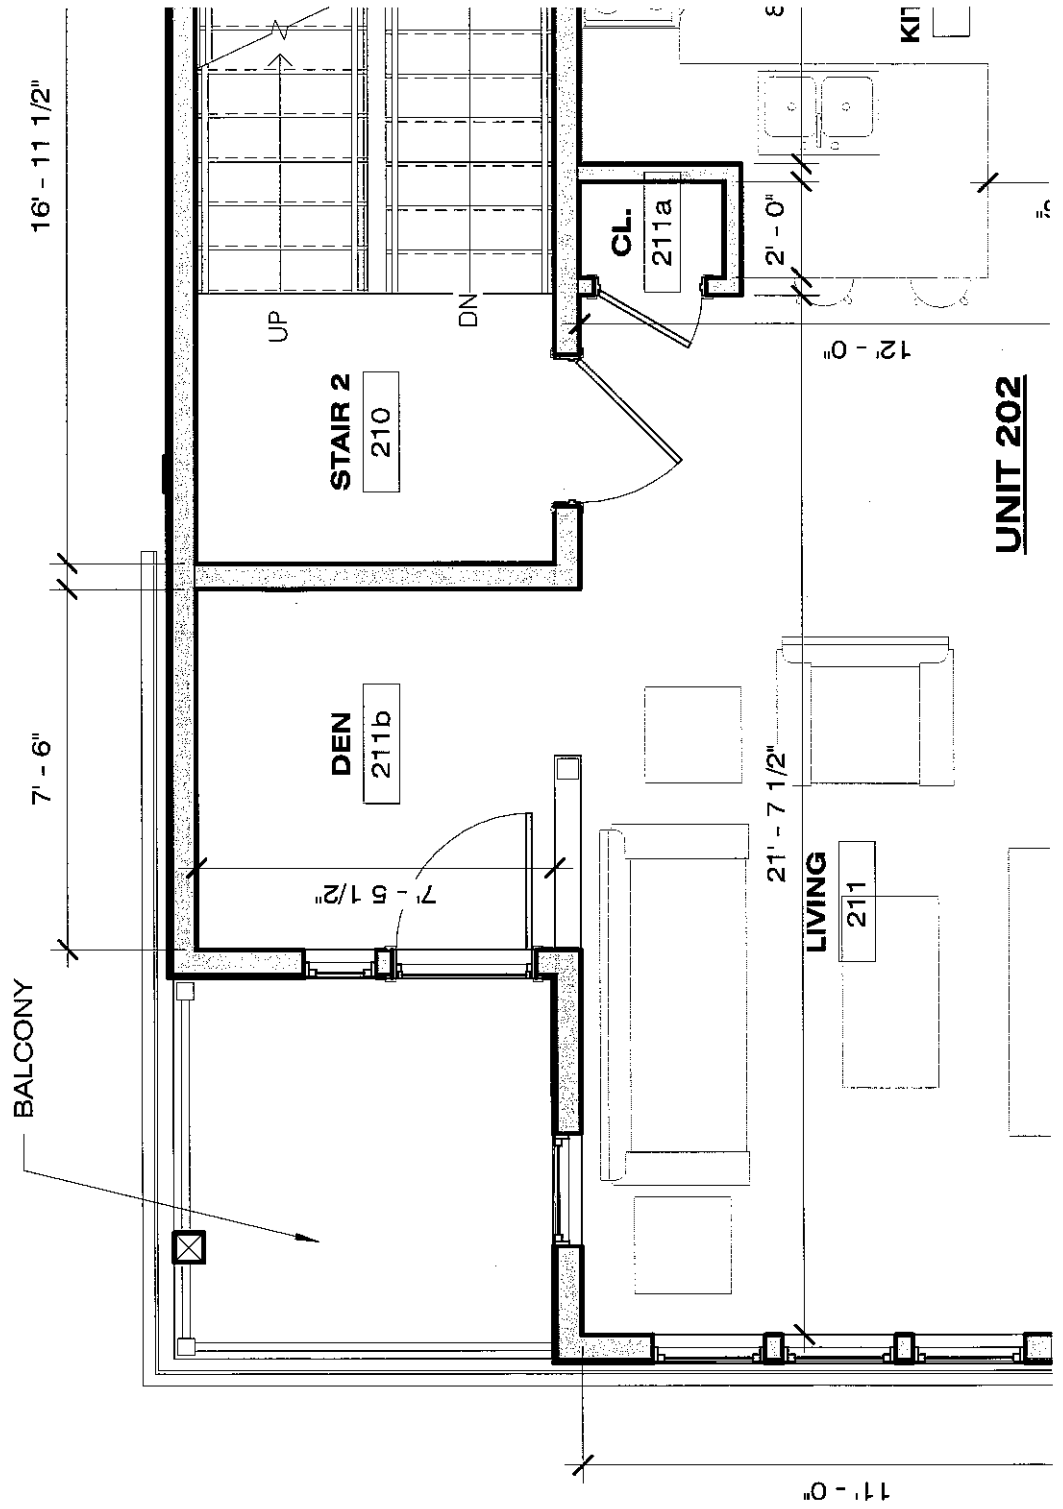 16' - 11 1/2"
7' - 6"
BALCONY
UP
DN
STAIR 2
210
CL.
211a
2' - 0"
12' - 0"
UNIT 202
DEN
211b
7' - 5 1/2"
21' - 7 1/2"
LIVING
211
11' - 0"